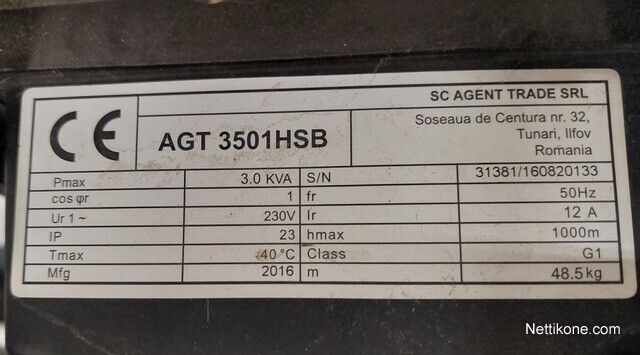 CE
AGT 3501HSB
SC AGENT TRADE SRL
Soseaua de Centura nr. 32,
Tunari, Ilfov
Romania
Pmax 3.0 KVA S/N 31381/160820133
cos φr 1 fr 50Hz
Ur 1~ 230V Ir 12 A
IP 23 hmax 1000m
Tmax 40 °C Class G1
Mfg 2016 m 48.5kg
Nettikone.com